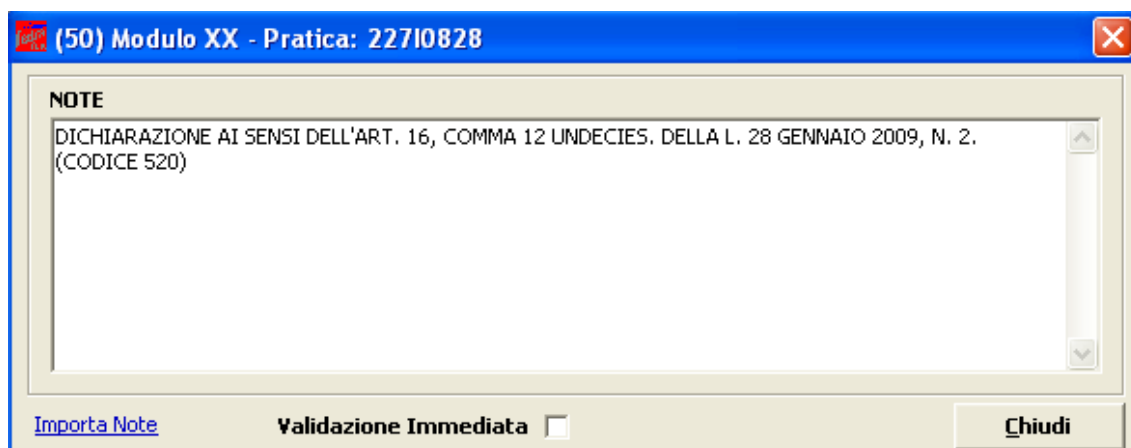 (50) Modulo XX - Pratica: 227I0828
NOTE
DICHIARAZIONE AI SENSI DELL'ART. 16, COMMA 12 UNDECIES. DELLA L. 28 GENNAIO 2009, N. 2.
(CODICE 520)
Importa Note
Validazione Immediata
Chiudi